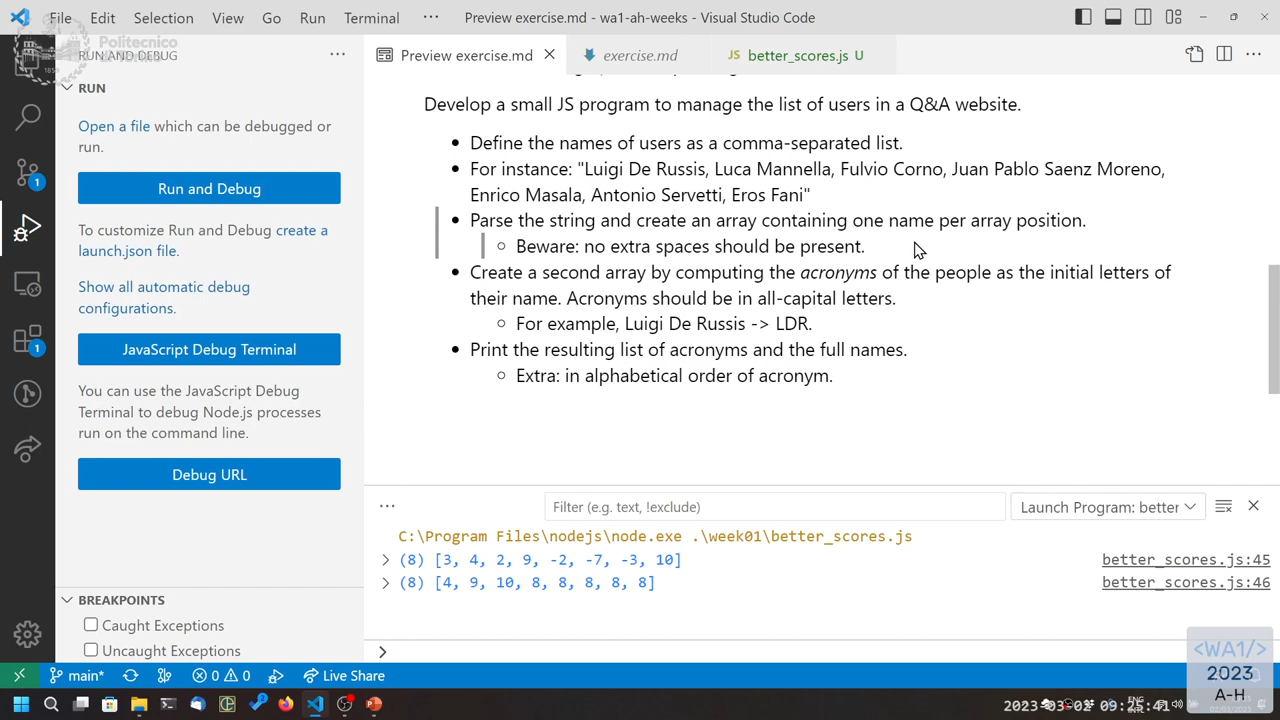 File Edit Selection View Go Run Terminal ··· Preview exercise.md - wa1-ah-weeks - Visual Studio Code
Politecnico
RUN AND DEBUG ··· Preview exercise.md exercise.md JS better_scores.js U ···
1859
RUN
Open a file which can be debugged or
run.
Run and Debug
To customize Run and Debug create a
launch.json file.
Show all automatic debug
configurations.
JavaScript Debug Terminal
You can use the JavaScript Debug
Terminal to debug Node.js processes
run on the command line.
Debug URL
BREAKPOINTS
Caught Exceptions
Uncaught Exceptions
1
1
Develop a small JS program to manage the list of users in a Q&A website.
• Define the names of users as a comma-separated list.
• For instance: "Luigi De Russis, Luca Mannella, Fulvio Corno, Juan Pablo Saenz Moreno,
Enrico Masala, Antonio Servetti, Eros Fani"
• Parse the string and create an array containing one name per array position.
○ Beware: no extra spaces should be present.
• Create a second array by computing the acronyms of the people as the initial letters of
their name. Acronyms should be in all-capital letters.
○ For example, Luigi De Russis -> LDR.
• Print the resulting list of acronyms and the full names.
○ Extra: in alphabetical order of acronym.
··· Filter (e.g. text, !exclude) Launch Program: better
C:\Program Files\nodejs\node.exe .\week01\better_scores.js
> (8) [3, 4, 2, 9, -2, -7, -3, 10] better_scores.js:45
> (8) [4, 9, 10, 8, 8, 8, 8, 8] better_scores.js:46
>
<WA1/>
2023
A-H
main* 0 0 Live Share
ENG